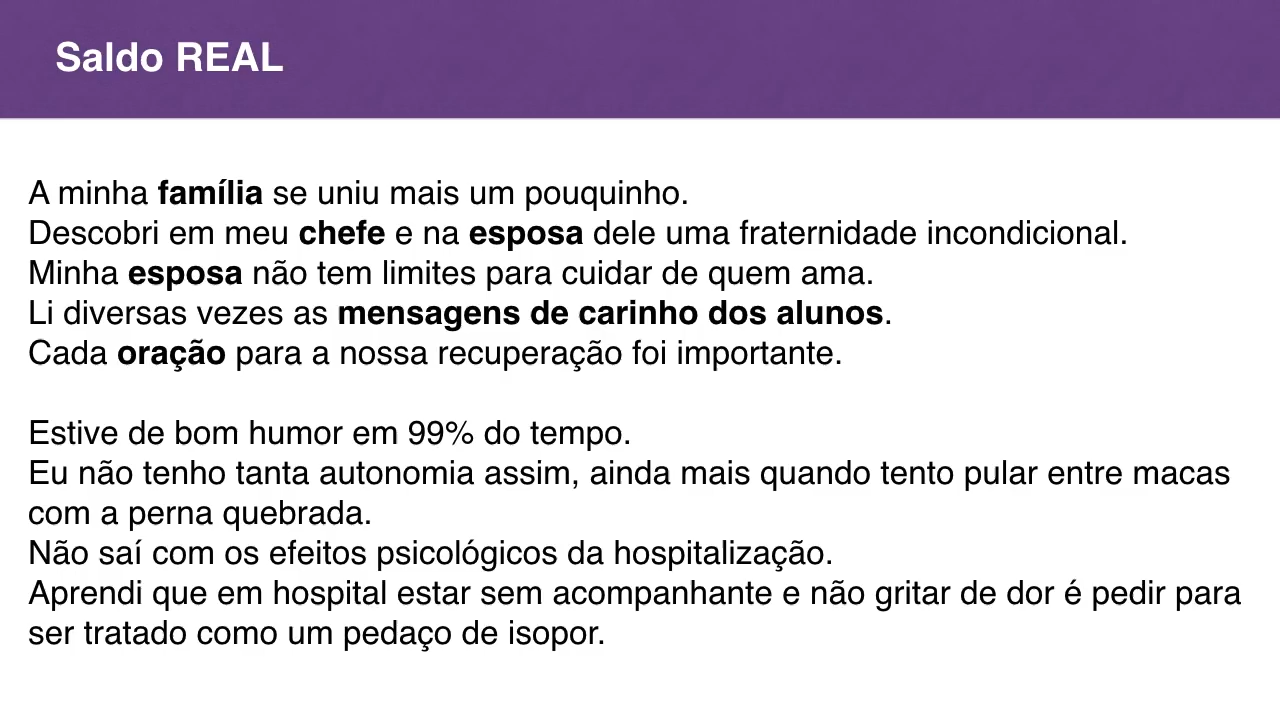 Saldo REAL
A minha família se uniu mais um pouquinho.
Descobri em meu chefe e na esposa dele uma fraternidade incondicional.
Minha esposa não tem limites para cuidar de quem ama.
Li diversas vezes as mensagens de carinho dos alunos.
Cada oração para a nossa recuperação foi importante.
Estive de bom humor em 99% do tempo.
Eu não tenho tanta autonomia assim, ainda mais quando tento pular entre macas
com a perna quebrada.
Não saí com os efeitos psicológicos da hospitalização.
Aprendi que em hospital estar sem acompanhante e não gritar de dor é pedir para
ser tratado como um pedaço de isopor.